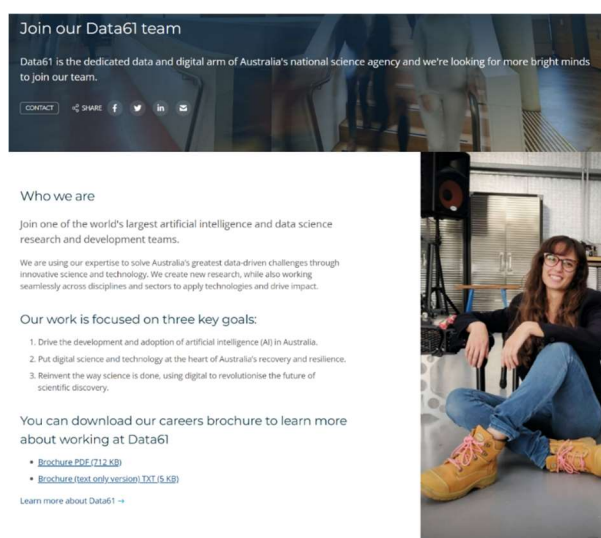 Join our Data61 team
Data61 is the dedicated data and digital arm of Australia's national science agency and we're looking for more bright minds
to join our team.
CONTACT SHARE
Who we are
Join one of the world's largest artificial intelligence and data science
research and development teams.
We are using our expertise to solve Australia's greatest data-driven challenges through
innovative science and technology. We create new research, while also working
seamlessly across disciplines and sectors to apply technologies and drive impact.
Our work is focused on three key goals:
1. Drive the development and adoption of artificial intelligence (AI) in Australia.
2. Put digital science and technology at the heart of Australia's recovery and resilience.
3. Reinvent the way science is done, using digital to revolutionise the future of
scientific discovery.
You can download our careers brochure to learn more
about working at Data61
• Brochure PDF (712 KB)
• Brochure (text only version) TXT (5 KB)
Learn more about Data61 →